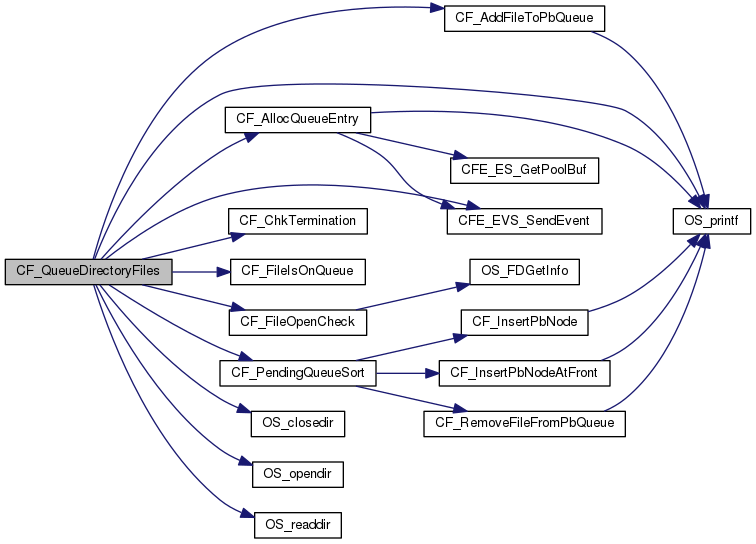 CF_AddFileToPbQueue
CF_AllocQueueEntry
CFE_ES_GetPoolBuf
CF_ChkTermination
CFE_EVS_SendEvent
OS_printf
CF_QueueDirectoryFiles
CF_FileIsOnQueue
OS_FDGetInfo
CF_FileOpenCheck
CF_InsertPbNode
CF_PendingQueueSort
CF_InsertPbNodeAtFront
OS_closedir
CF_RemoveFileFromPbQueue
OS_opendir
OS_readdir